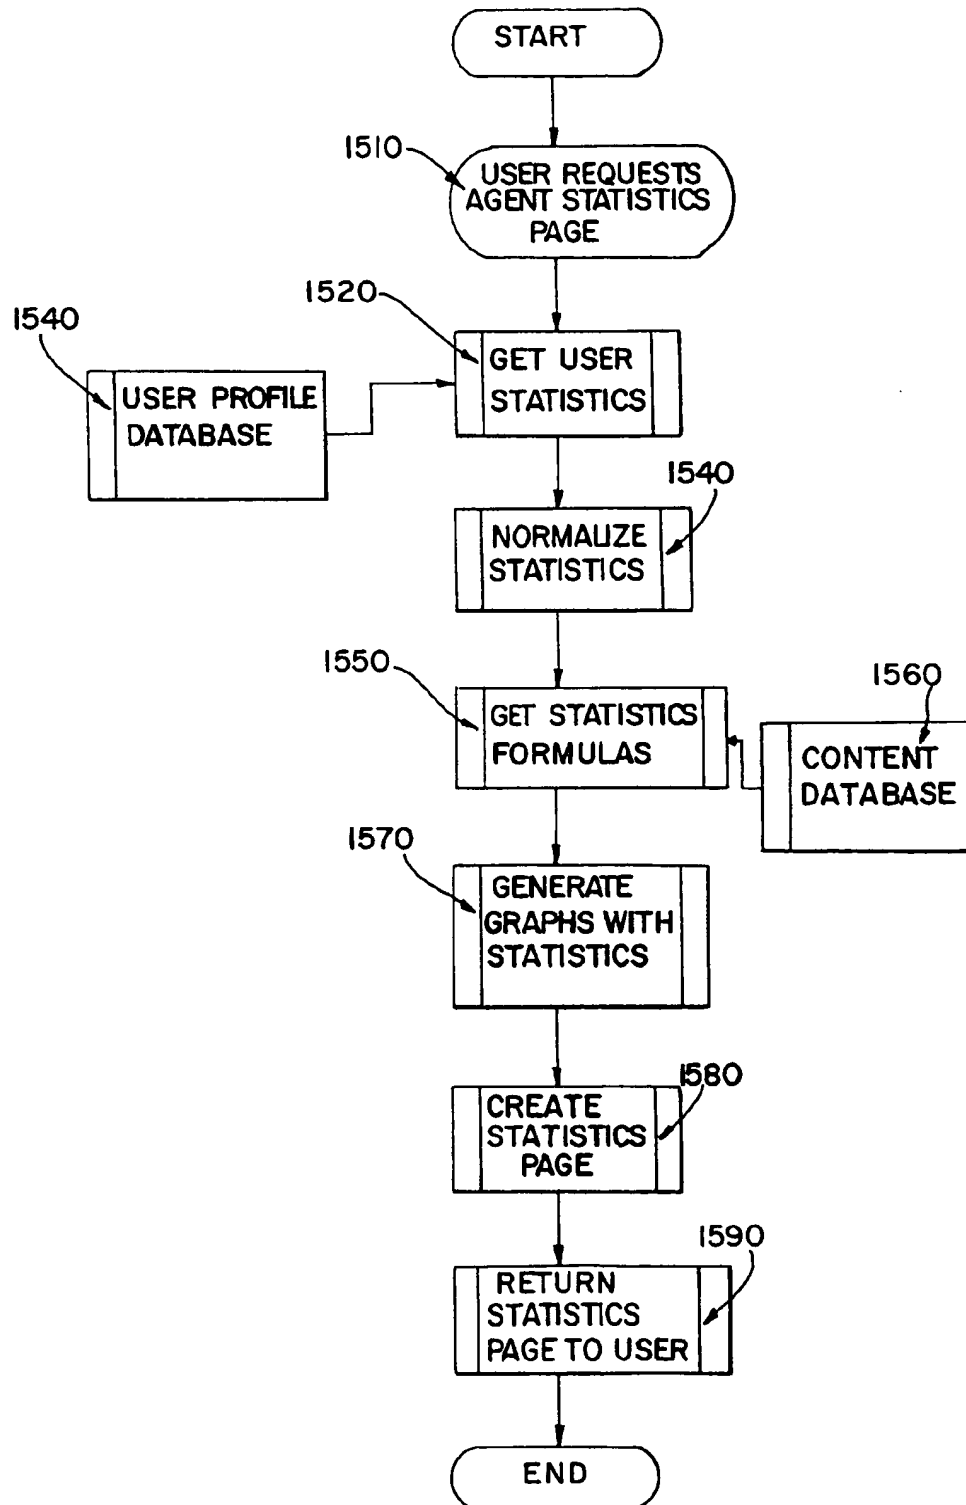 START
1510
USER REQUESTS
AGENT STATISTICS
PAGE
1520
GET USER
STATISTICS
1540
USER PROFILE
DATABASE
1540
NORMALIZE
STATISTICS
1550
GET STATISTICS
FORMULAS
1560
CONTENT
DATABASE
1570
GENERATE
GRAPHS WITH
STATISTICS
1580
CREATE
STATISTICS
PAGE
1590
RETURN
STATISTICS
PAGE TO USER
END